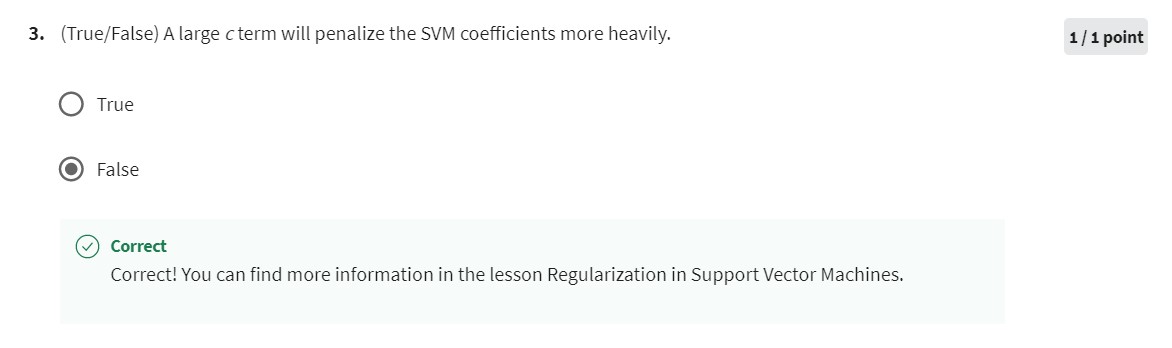 3. (True/False) A large c term will penalize the SVM coefficients more heavily.
1 / 1 point
True
False
Correct
Correct! You can find more information in the lesson Regularization in Support Vector Machines.